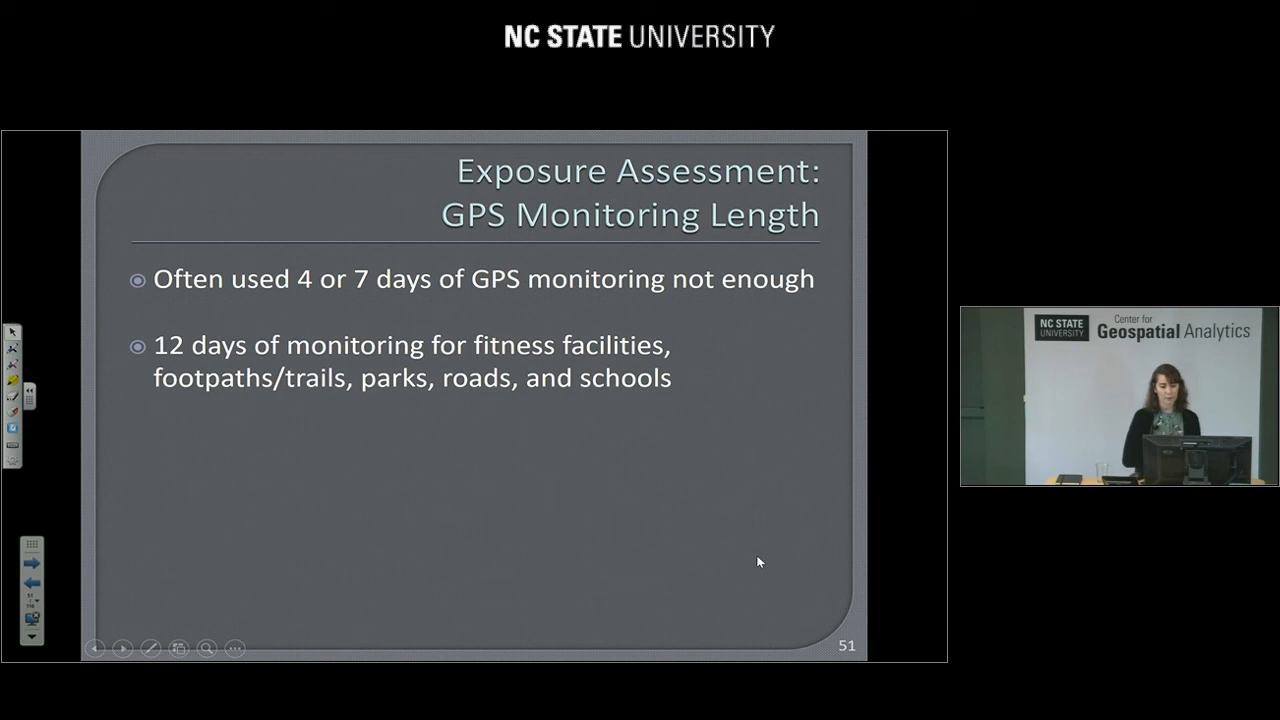 NC STATE UNIVERSITY
Exposure Assessment:
GPS Monitoring Length
Often used 4 or 7 days of GPS monitoring not enough
12 days of monitoring for fitness facilities,
footpaths/trails, parks, roads, and schools
51
NC STATE
UNIVERSITY
Center for
Geospatial Analytics